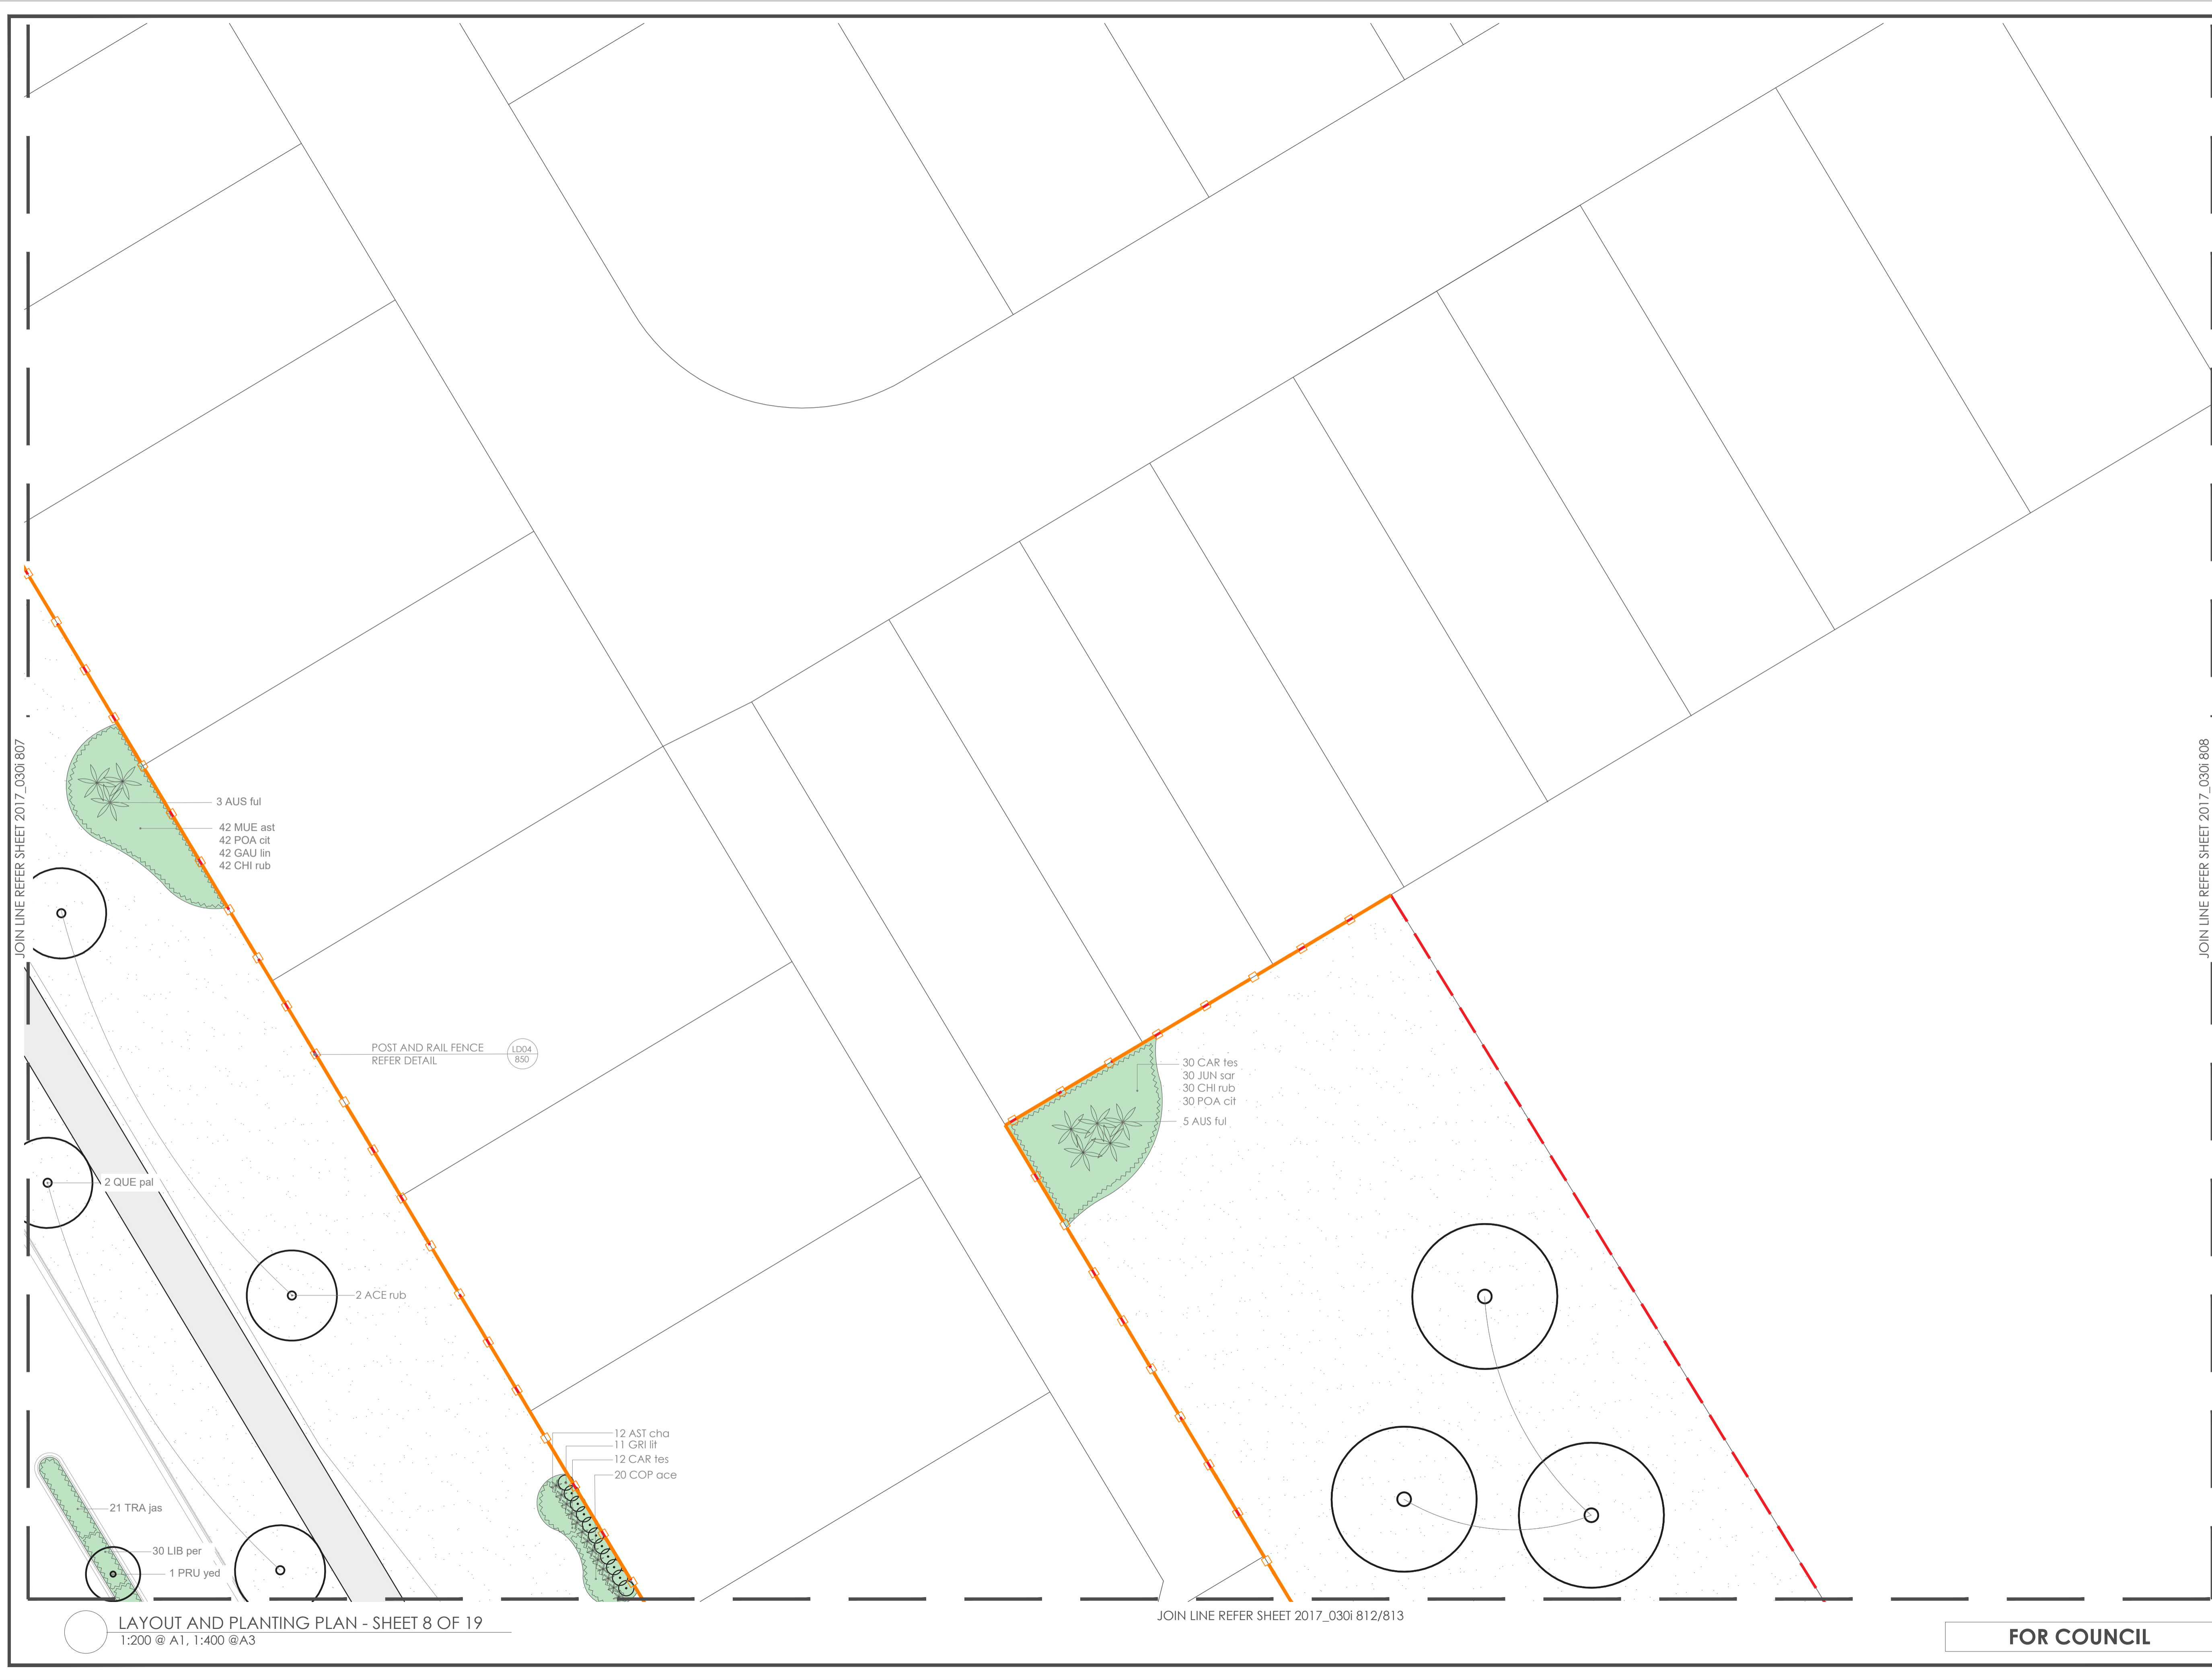 JOIN LINE REFER SHEET 2017_030i 807
JOIN LINE REFER SHEET 2017_030i 808
3 AUS ful
42 MUE ast
42 POA cit
42 GAU lin
42 CHI rub
POST AND RAIL FENCE
REFER DETAIL
LD04
850
30 CAR tes
30 JUN sar
30 CHI rub
30 POA cit
5 AUS ful
2 QUE pal
2 ACE rub
12 AST cha
11 GRI lit
12 CAR tes
20 COP ace
21 TRA jas
30 LIB per
1 PRU yed
LAYOUT AND PLANTING PLAN - SHEET 8 OF 19
1:200 @ A1, 1:400 @A3
JOIN LINE REFER SHEET 2017_030i 812/813
FOR COUNCIL